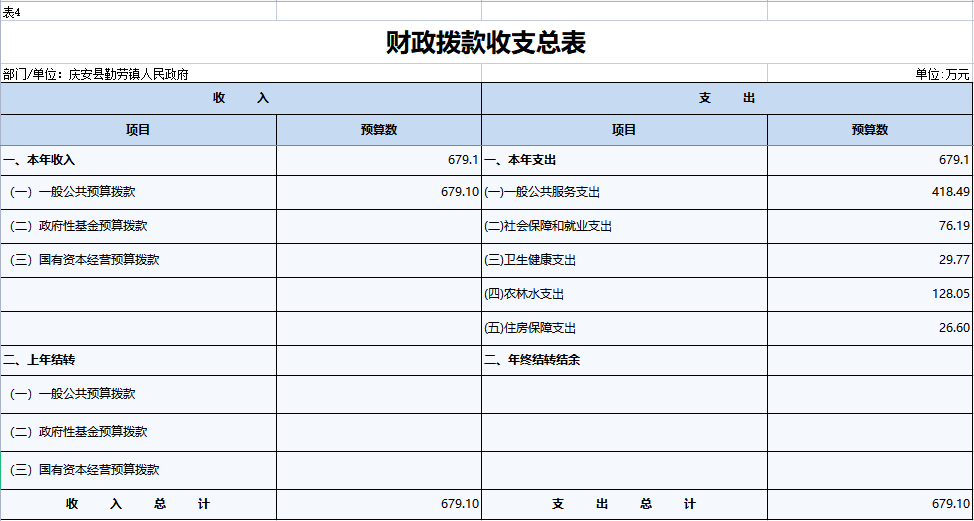 表4
财政拨款收支总表
部门/单位：庆安县勤劳镇人民政府 单位:万元
收 入 支 出
项目 预算数 项目 预算数
一、本年收入 679.1 一、本年支出 679.1
（一）一般公共预算拨款 679.10 (一)一般公共服务支出 418.49
（二）政府性基金预算拨款 (二)社会保障和就业支出 76.19
（三）国有资本经营预算拨款 (三)卫生健康支出 29.77
(四)农林水支出 128.05
(五)住房保障支出 26.60
二、上年结转 二、年终结转结余
（一）一般公共预算拨款
（二）政府性基金预算拨款
（三）国有资本经营预算拨款
收 入 总 计 679.10 支 出 总 计 679.10